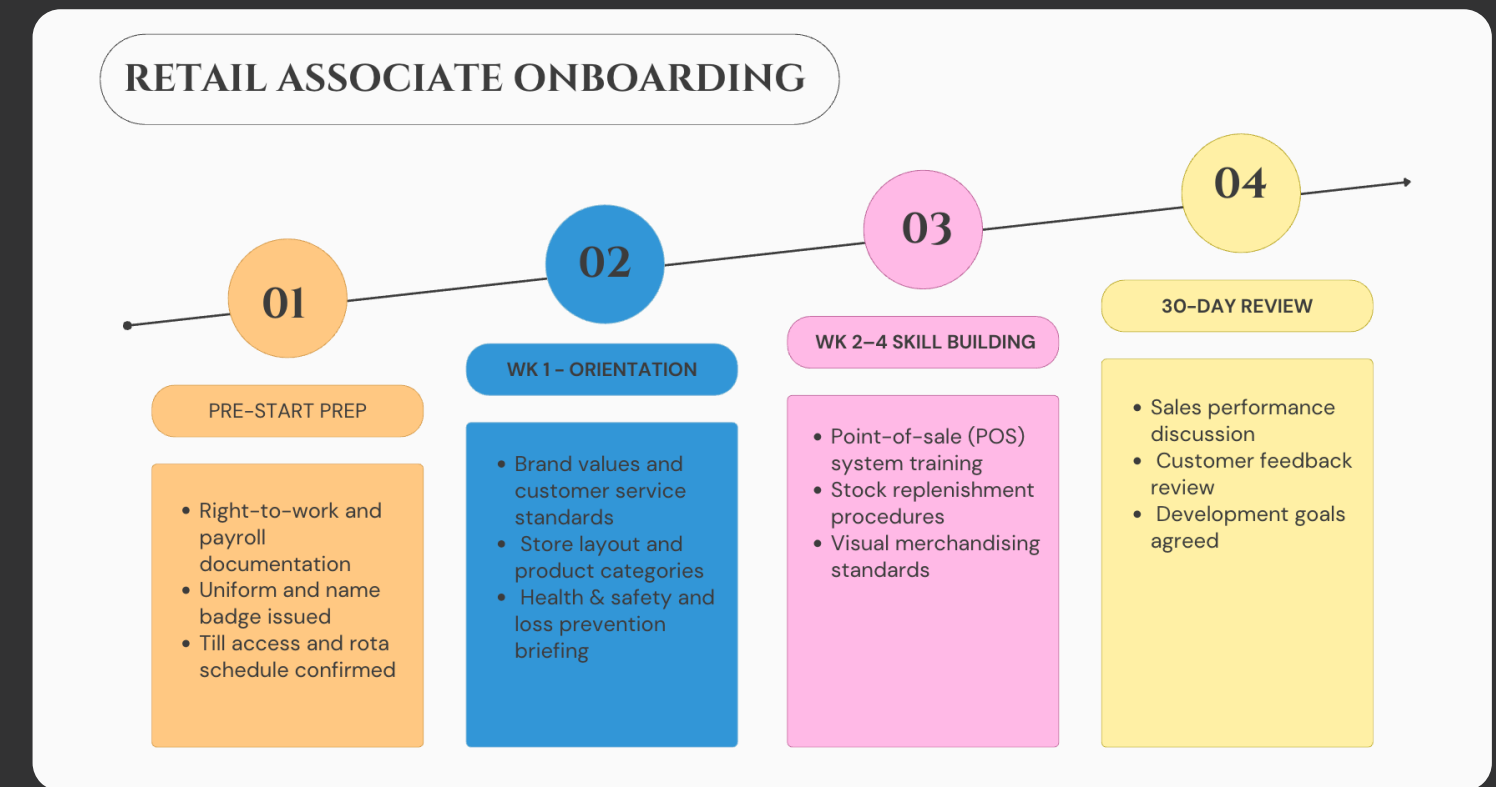 RETAIL ASSOCIATE ONBOARDING
01
PRE-START PREP
• Right-to-work and
payroll
documentation
• Uniform and name
badge issued
• Till access and rota
schedule confirmed
02
WK 1 – ORIENTATION
• Brand values and
customer service
standards
• Store layout and
product categories
• Health & safety and
loss prevention
briefing
03
WK 2–4 SKILL BUILDING
• Point-of-sale (POS)
system training
• Stock replenishment
procedures
• Visual merchandising
standards
04
30-DAY REVIEW
• Sales performance
discussion
• Customer feedback
review
• Development goals
agreed